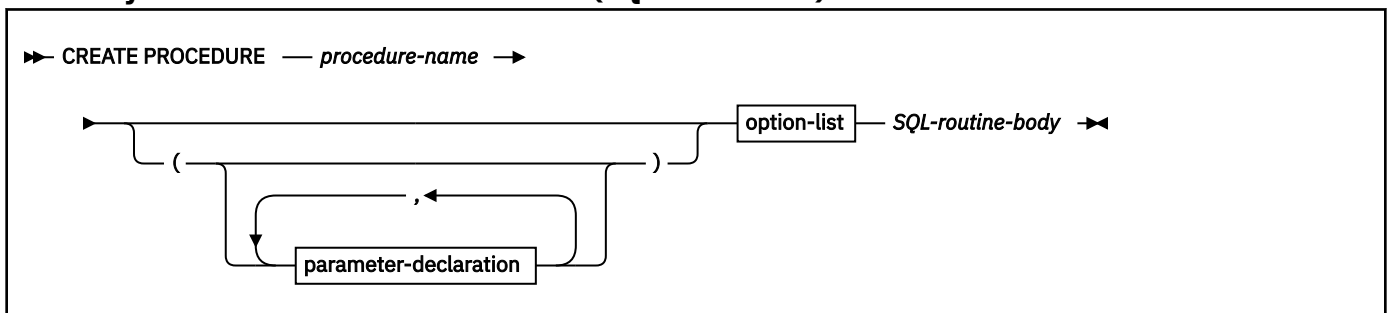 CREATE PROCEDURE procedure-name
option-list SQL-routine-body
( )
,
parameter-declaration